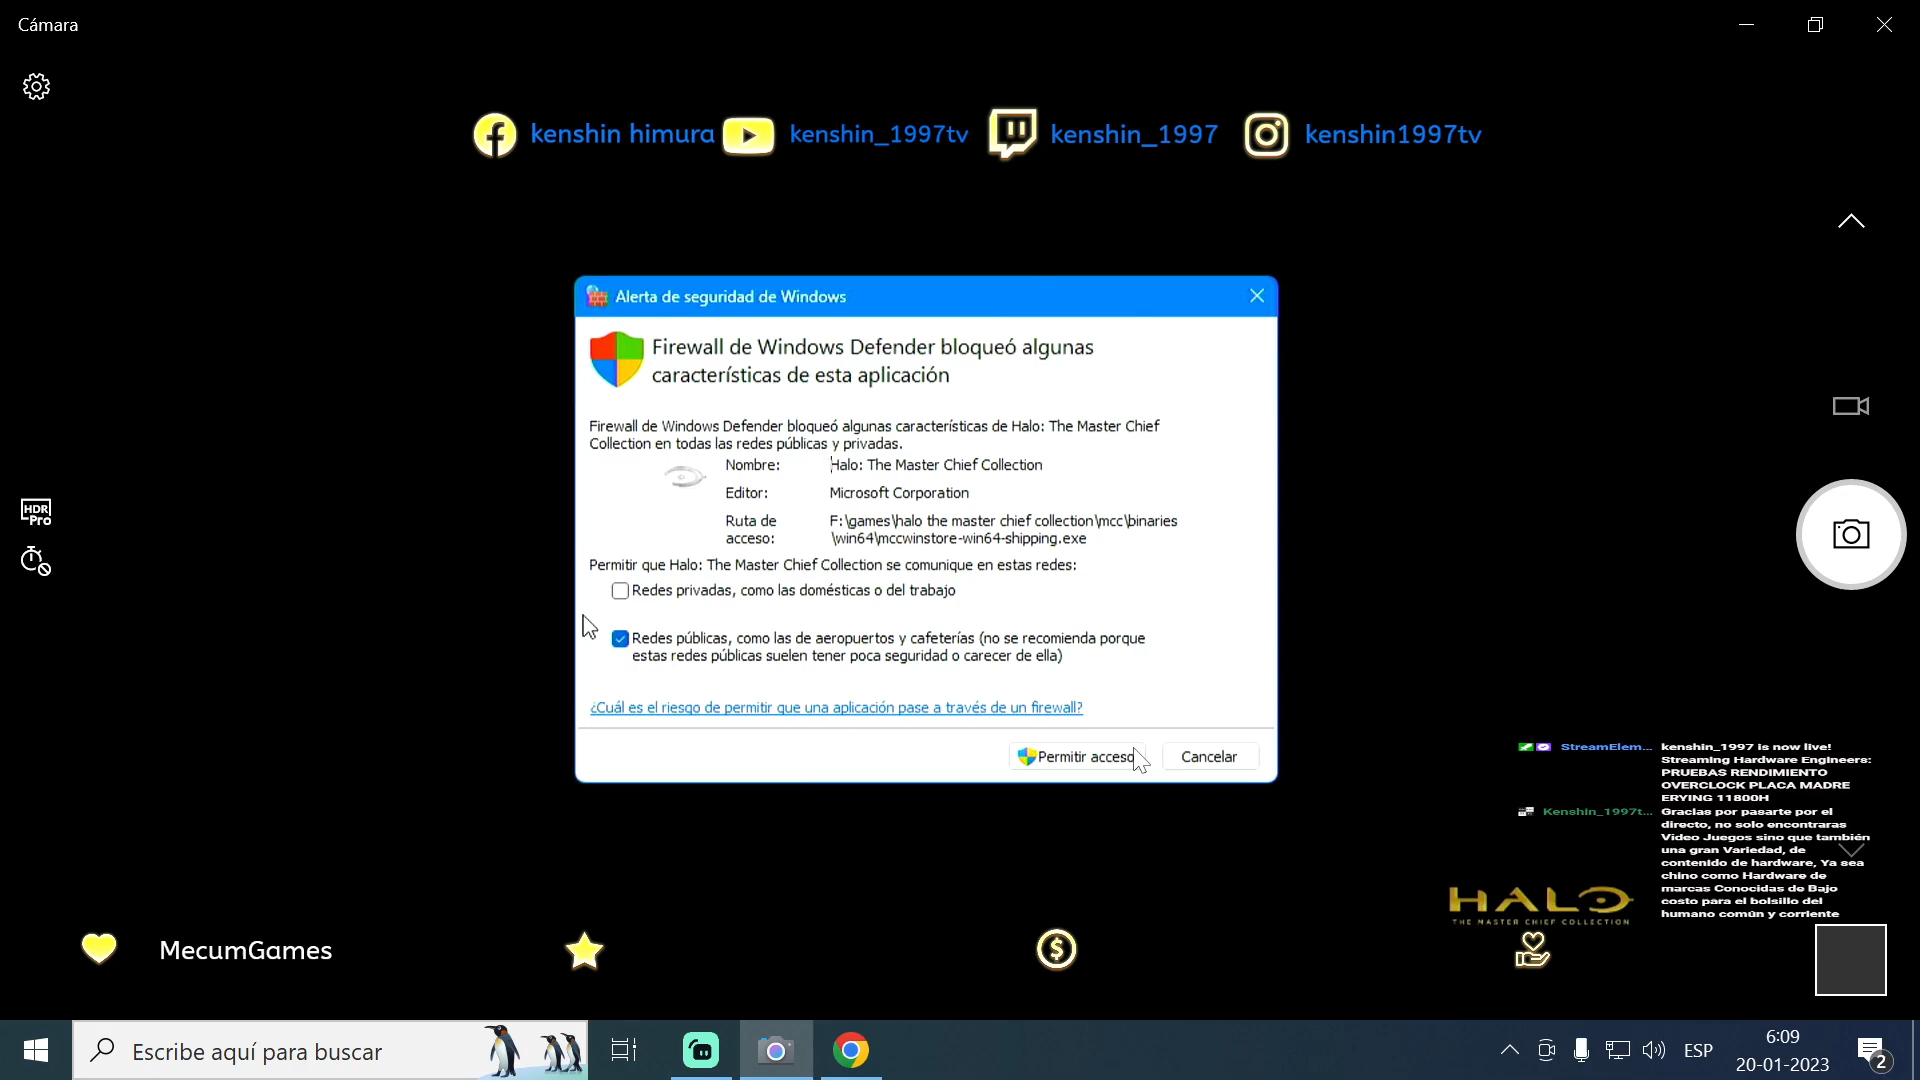 Cámara
kenshin himura
kenshin_1997tv
kenshin_1997
kenshin1997tv
Alerta de seguridad de Windows
Firewall de Windows Defender bloqueó algunas
características de esta aplicación
Firewall de Windows Defender bloqueó algunas características de Halo: The Master Chief
Collection en todas las redes públicas y privadas.
Nombre: Halo: The Master Chief Collection
Editor: Microsoft Corporation
Ruta de F:\games\halo the master chief collection\mcc\binaries
acceso: \win64\mccwinstore-win64-shipping.exe
HDR
Pro
Permitir que Halo: The Master Chief Collection se comunique en estas redes:
Redes privadas, como las domésticas o del trabajo
Redes públicas, como las de aeropuertos y cafeterías (no se recomienda porque
estas redes públicas suelen tener poca seguridad o carecer de ella)
¿Cuál es el riesgo de permitir que una aplicación pase a través de un firewall?
Permitir acceso
Cancelar
StreamElem... kenshin_1997 is now live!
Streaming Hardware Engineers:
PRUEBAS RENDIMIENTO
OVERCLOCK PLACA MADRE
ERYING 11800H
Kenshin_1997t... Gracias por pasarte por el
directo, no solo encontraras
Video Juegos sino que también
una gran Variedad, de
contenido de hardware, Ya sea
chino como Hardware de
marcas Conocidas de Bajo
costo para el bolsillo del
humano común y corriente
HALO
THE MASTER CHIEF COLLECTION
MecumGames
Escribe aquí para buscar
ESP
6:09
20-01-2023
2